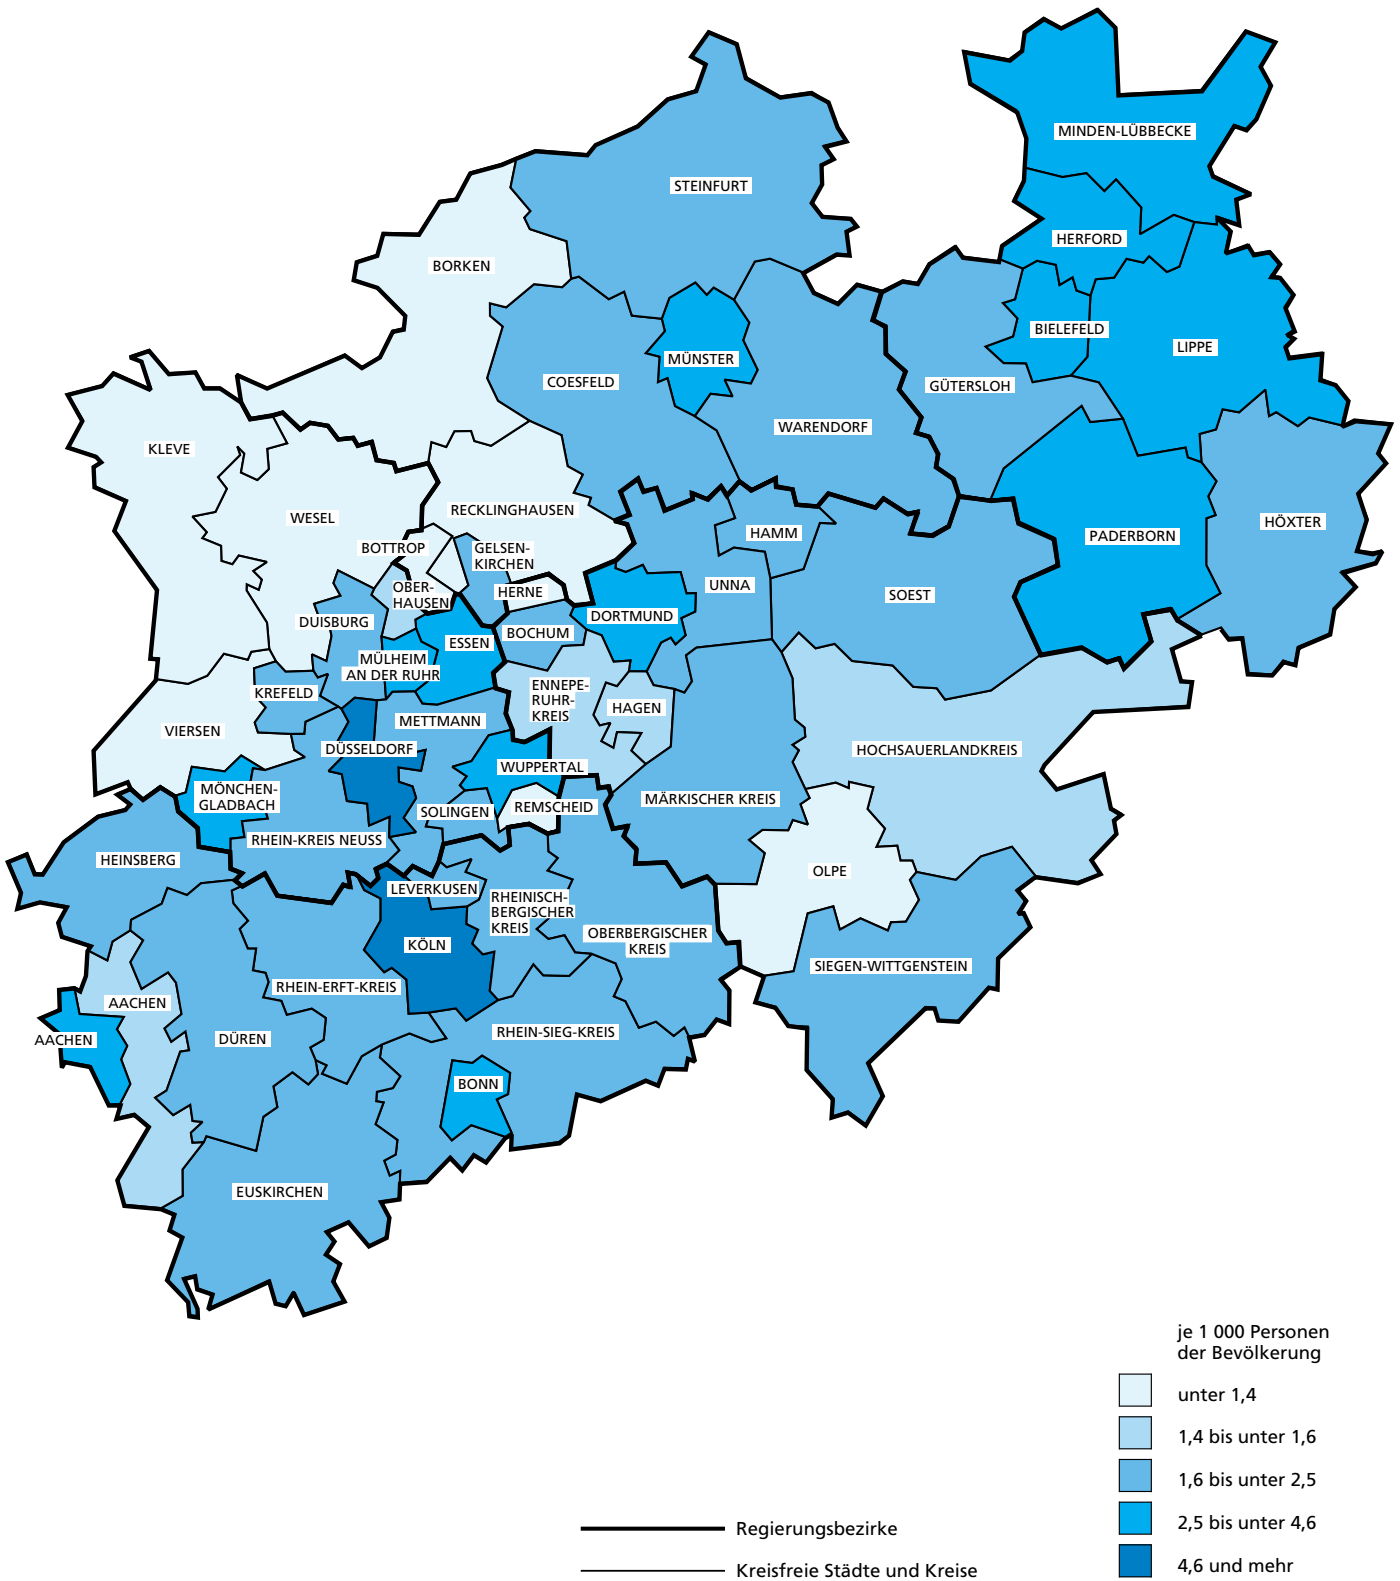 MINDEN-LÜBBECKE
STEINFURT
HERFORD
BORKEN
BIELEFELD
LIPPE
MÜNSTER
COESFELD
GÜTERSLOH
WARENDORF
KLEVE
RECKLINGHAUSEN
WESEL
HÖXTER
HAMM
PADERBORN
BOTTROP
GELSEN-
KIRCHEN
OBER-
HAUSEN
HERNE
UNNA
SOEST
DORTMUND
DUISBURG
BOCHUM
ESSEN
MÜLHEIM
AN DER RUHR
KREFELD
ENNEPE-
RUHR-
KREIS
HAGEN
METTMANN
VIERSEN
DÜSSELDORF
HOCHSAUERLANDKREIS
WUPPERTAL
MÖNCHEN-
GLADBACH
REMSCHEID
MÄRKISCHER KREIS
SOLINGEN
RHEIN-KREIS NEUSS
HEINSBERG
OLPE
LEVERKUSEN
RHEINISCH-
BERGISCHER
KREIS
OBERBERGISCHER
KREIS
KÖLN
SIEGEN-WITTGENSTEIN
RHEIN-ERFT-KREIS
AACHEN
RHEIN-SIEG-KREIS
AACHEN
DÜREN
BONN
EUSKIRCHEN
je 1 000 Personen
der Bevölkerung
unter 1,4
1,4 bis unter 1,6
1,6 bis unter 2,5
2,5 bis unter 4,6
4,6 und mehr
Regierungsbezirke
Kreisfreie Städte und Kreise